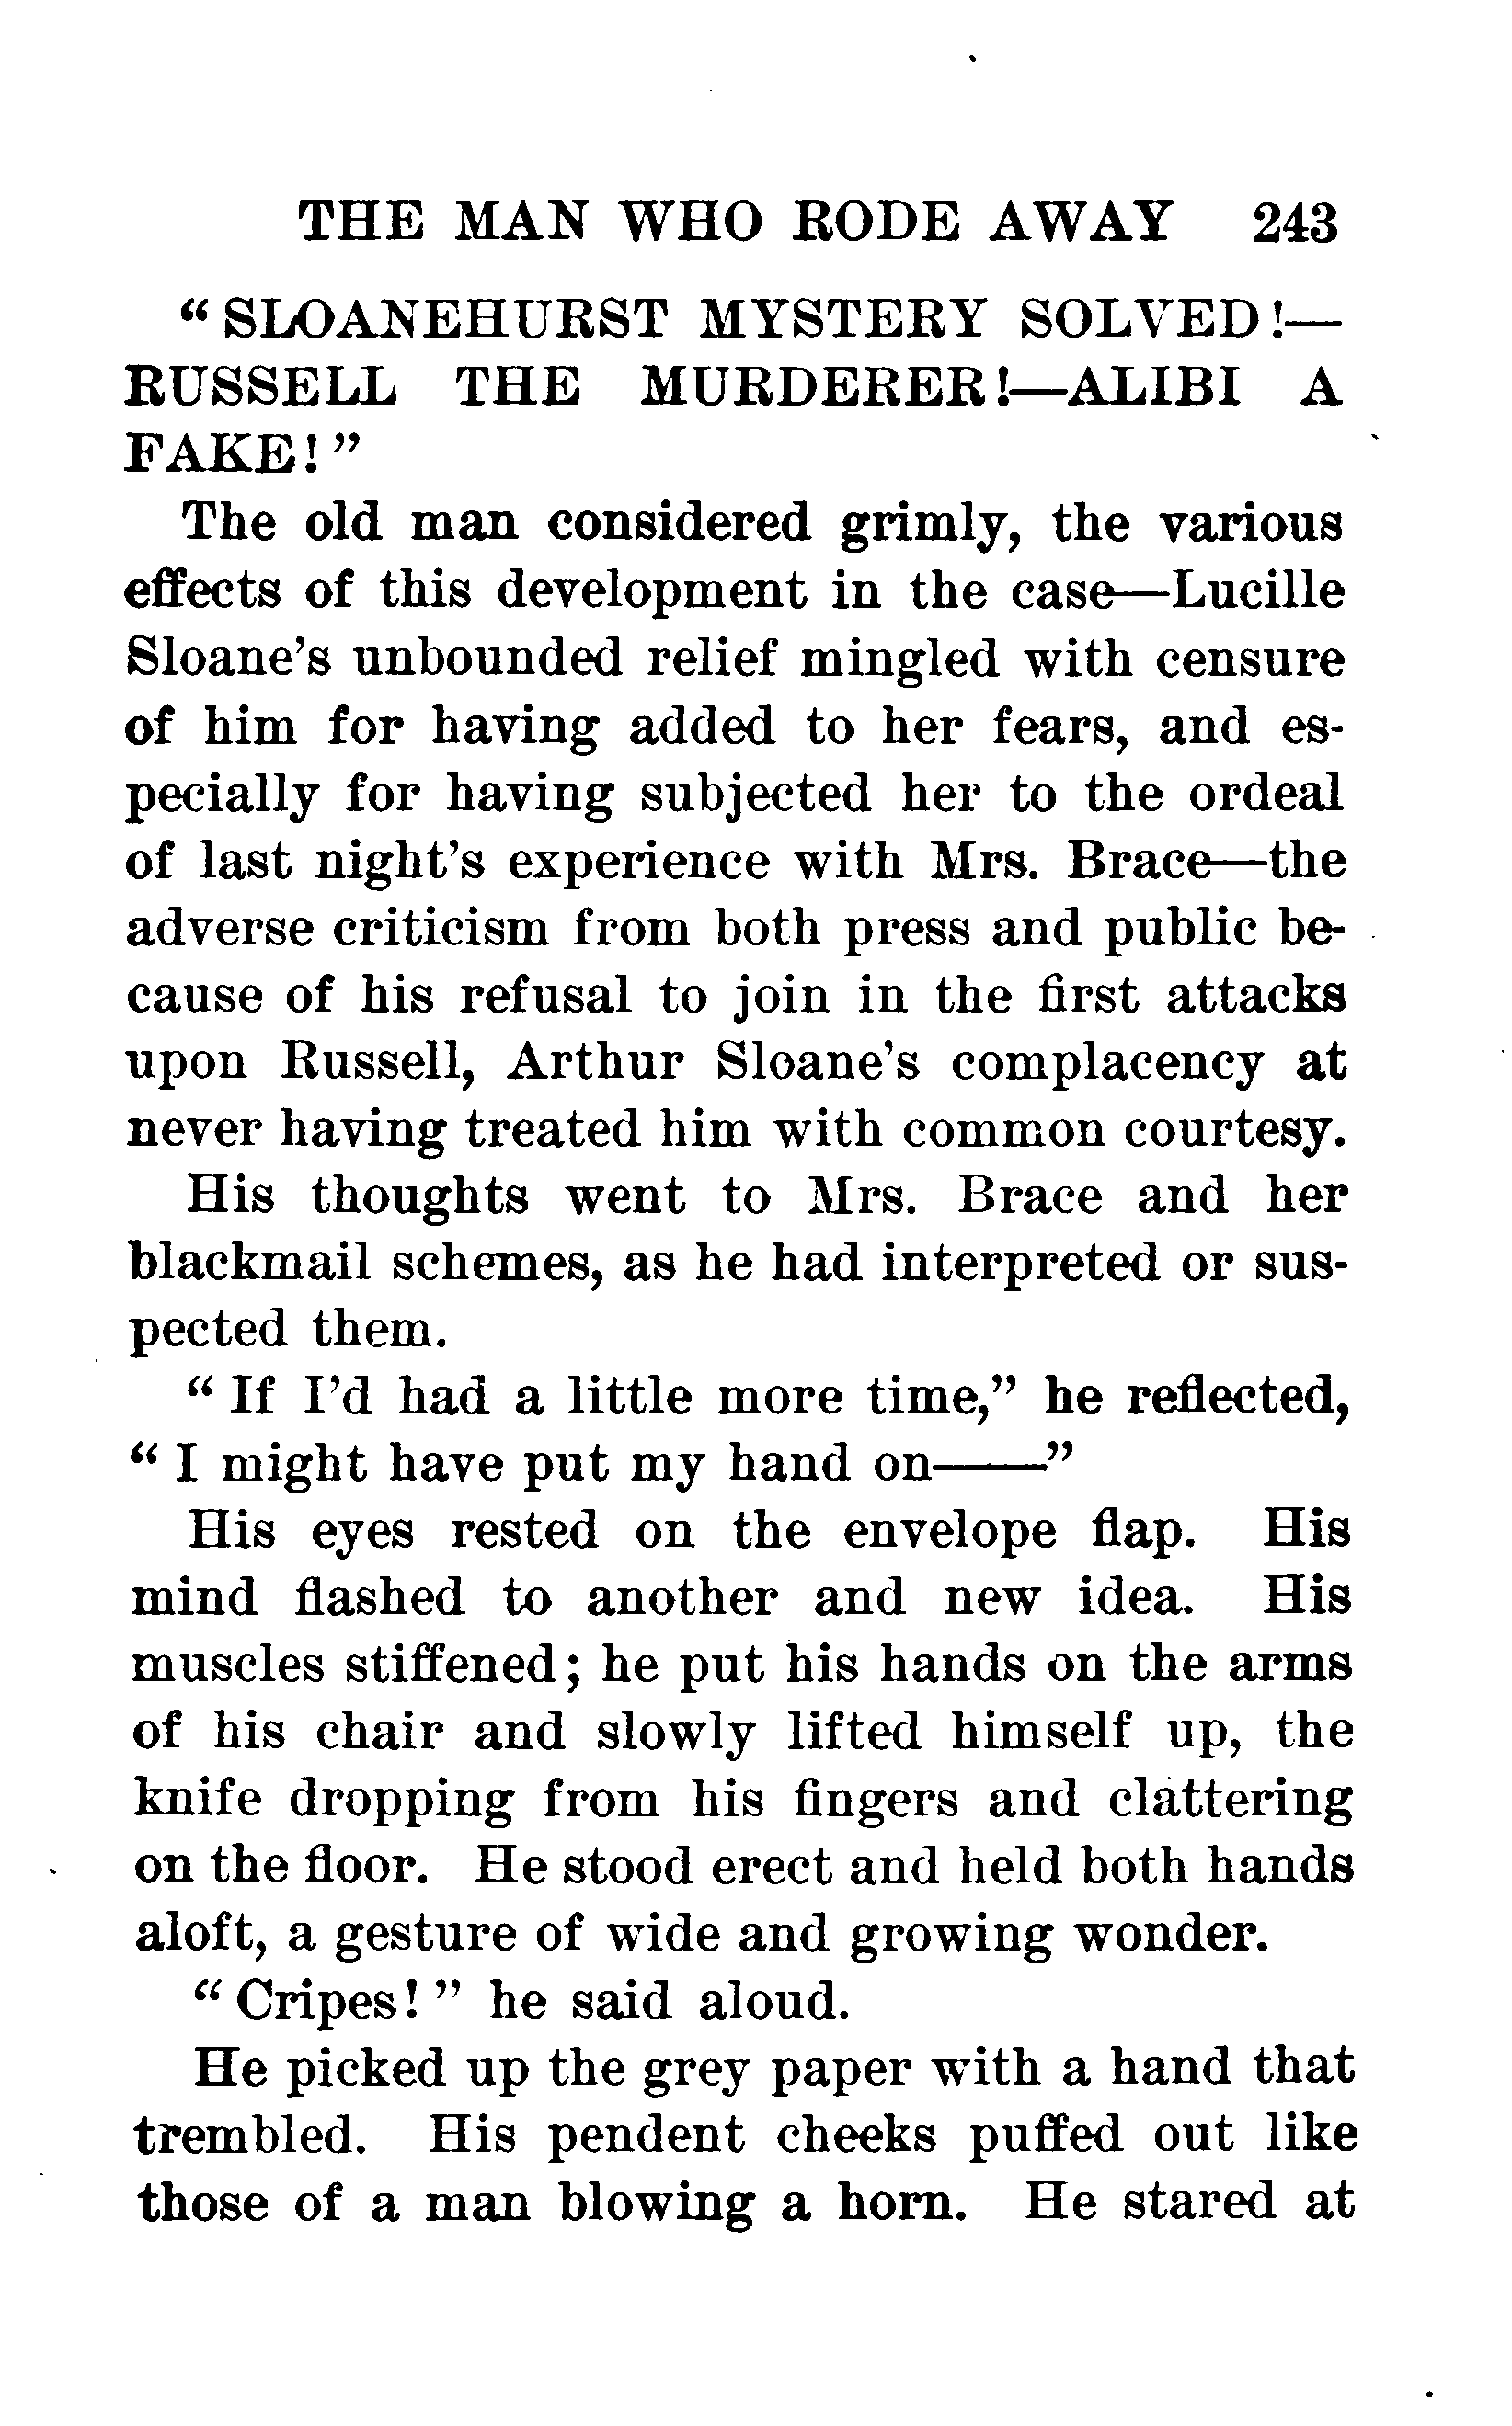 THE MAN WHO RODE AWAY 243
“ SLOANEHURST MYSTERY SOLVED!—
RUSSELL THE MURDERER!—ALIBI A
FAKE! ”
The old man considered grimly, the various
effects of this development in the case—Lucille
Sloane’s unbounded relief mingled with censure
of him for having added to her fears, and es-
pecially for having subjected her to the ordeal
of last night’s experience with Mrs. Brace—the
adverse criticism from both press and public be-
cause of his refusal to join in the first attacks
upon Russell, Arthur Sloane’s complacency at
never having treated him with common courtesy.
His thoughts went to Mrs. Brace and her
blackmail schemes, as he had interpreted or sus-
pected them.
“ If I’d had a little more time,” he reflected,
“ I might have put my hand on——”
His eyes rested on the envelope flap. His
mind flashed to another and new idea. His
muscles stiffened; he put his hands on the arms
of his chair and slowly lifted himself up, the
knife dropping from his fingers and clattering
on the floor. He stood erect and held both hands
aloft, a gesture of wide and growing wonder.
“ Cripes! ” he said aloud.
He picked up the grey paper with a hand that
trembled. His pendent cheeks puffed out like
those of a man blowing a horn. He stared at